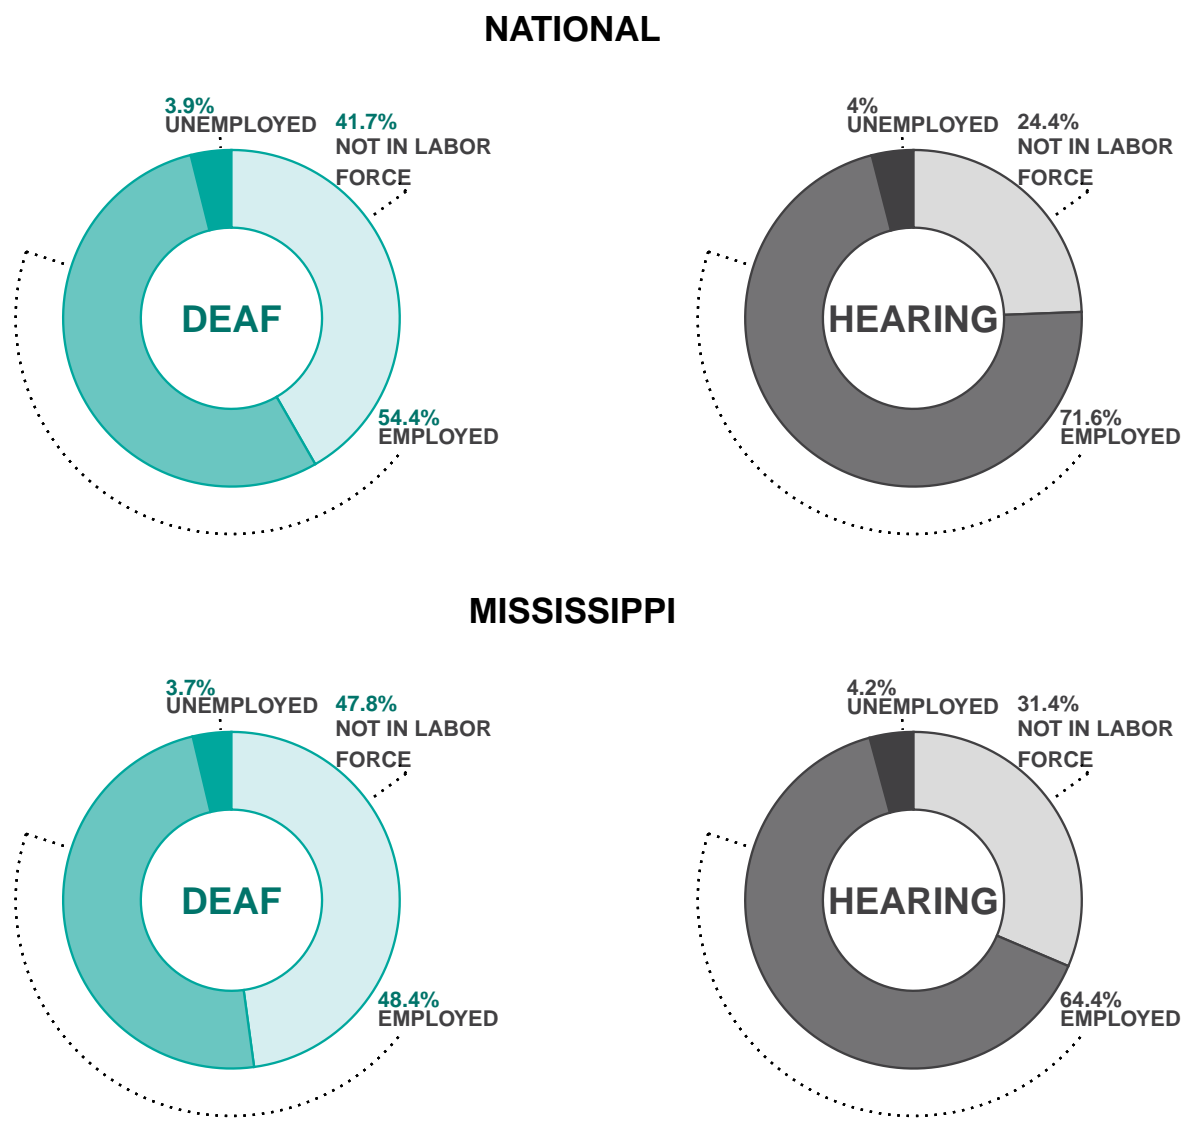 NATIONAL
3.9%
UNEMPLOYED
41.7%
NOT IN LABOR
FORCE
DEAF
54.4%
EMPLOYED
4%
UNEMPLOYED
24.4%
NOT IN LABOR
FORCE
HEARING
71.6%
EMPLOYED
MISSISSIPPI
3.7%
UNEMPLOYED
47.8%
NOT IN LABOR
FORCE
DEAF
48.4%
EMPLOYED
4.2%
UNEMPLOYED
31.4%
NOT IN LABOR
FORCE
HEARING
64.4%
EMPLOYED